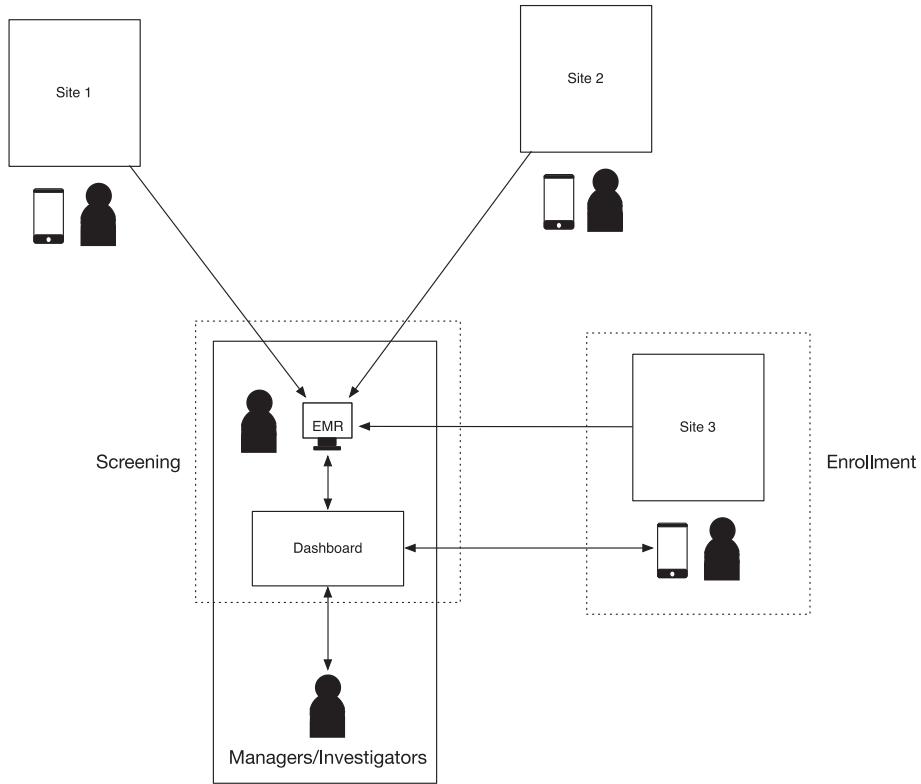 Site 1
Site 2
EMR
Site 3
Screening
Enrollment
Dashboard
Managers/Investigators